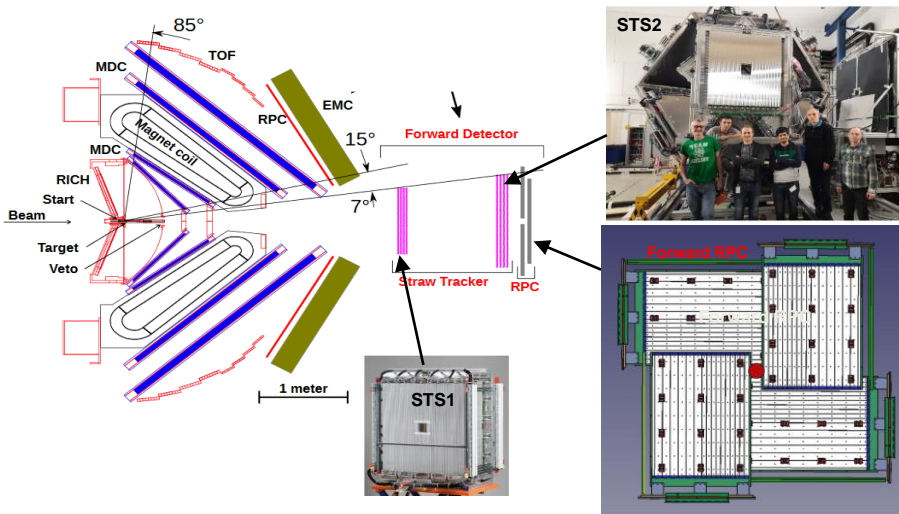 85°
TOF
MDC
EMC
RPC
Magnet coil
15°
Forward Detector
MDC
RICH
7°
Start
Beam
Target
Veto
Straw Tracker
RPC
1 meter
STS1
STS2
TEAM
Forward RPC